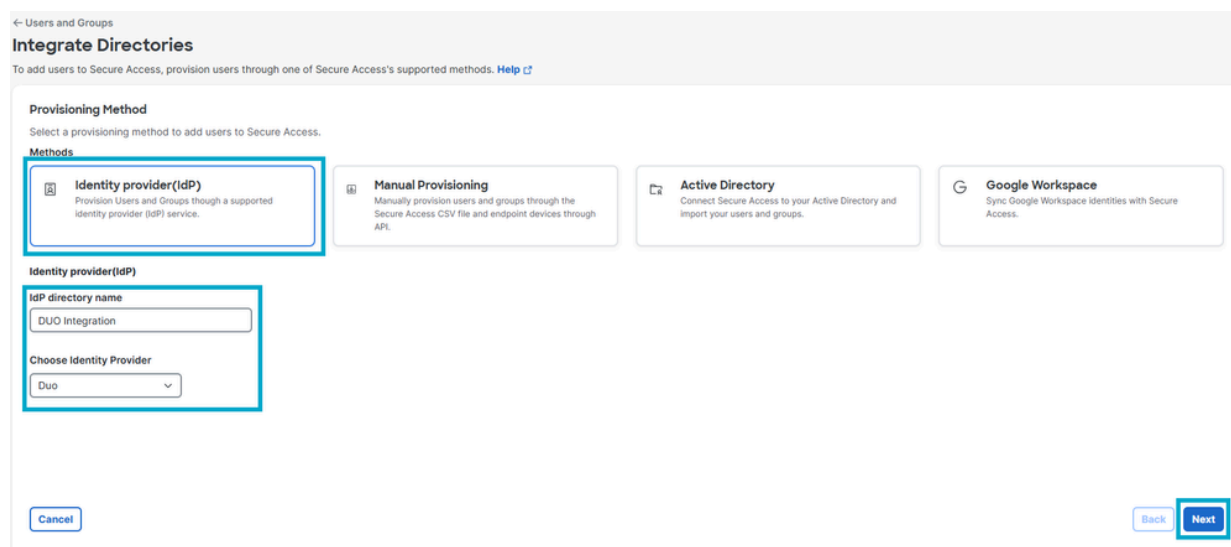 ← Users and Groups
Integrate Directories
To add users to Secure Access, provision users through one of Secure Access's supported methods. Help
Provisioning Method
Select a provisioning method to add users to Secure Access.
Methods
Identity provider(IdP)
Provision Users and Groups though a supported
identity provider (IdP) service.
Manual Provisioning
Manually provision users and groups through the
Secure Access CSV file and endpoint devices through
API.
Active Directory
Connect Secure Access to your Active Directory and
import your users and groups.
Google Workspace
Sync Google Workspace identities with Secure
Access.
Identity provider(IdP)
IdP directory name
DUO Integration
Choose Identity Provider
Duo
Cancel
Back
Next